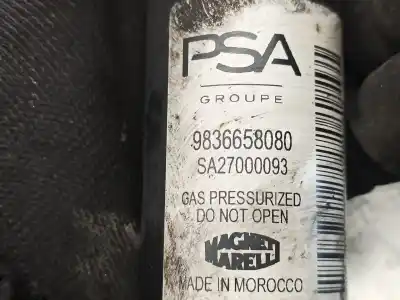 PSA
GROUPE
9836658080
SA27000093
GAS PRESSURIZED
DO NOT OPEN
MAGNETI
MARELLI
MADE IN MOROCCO